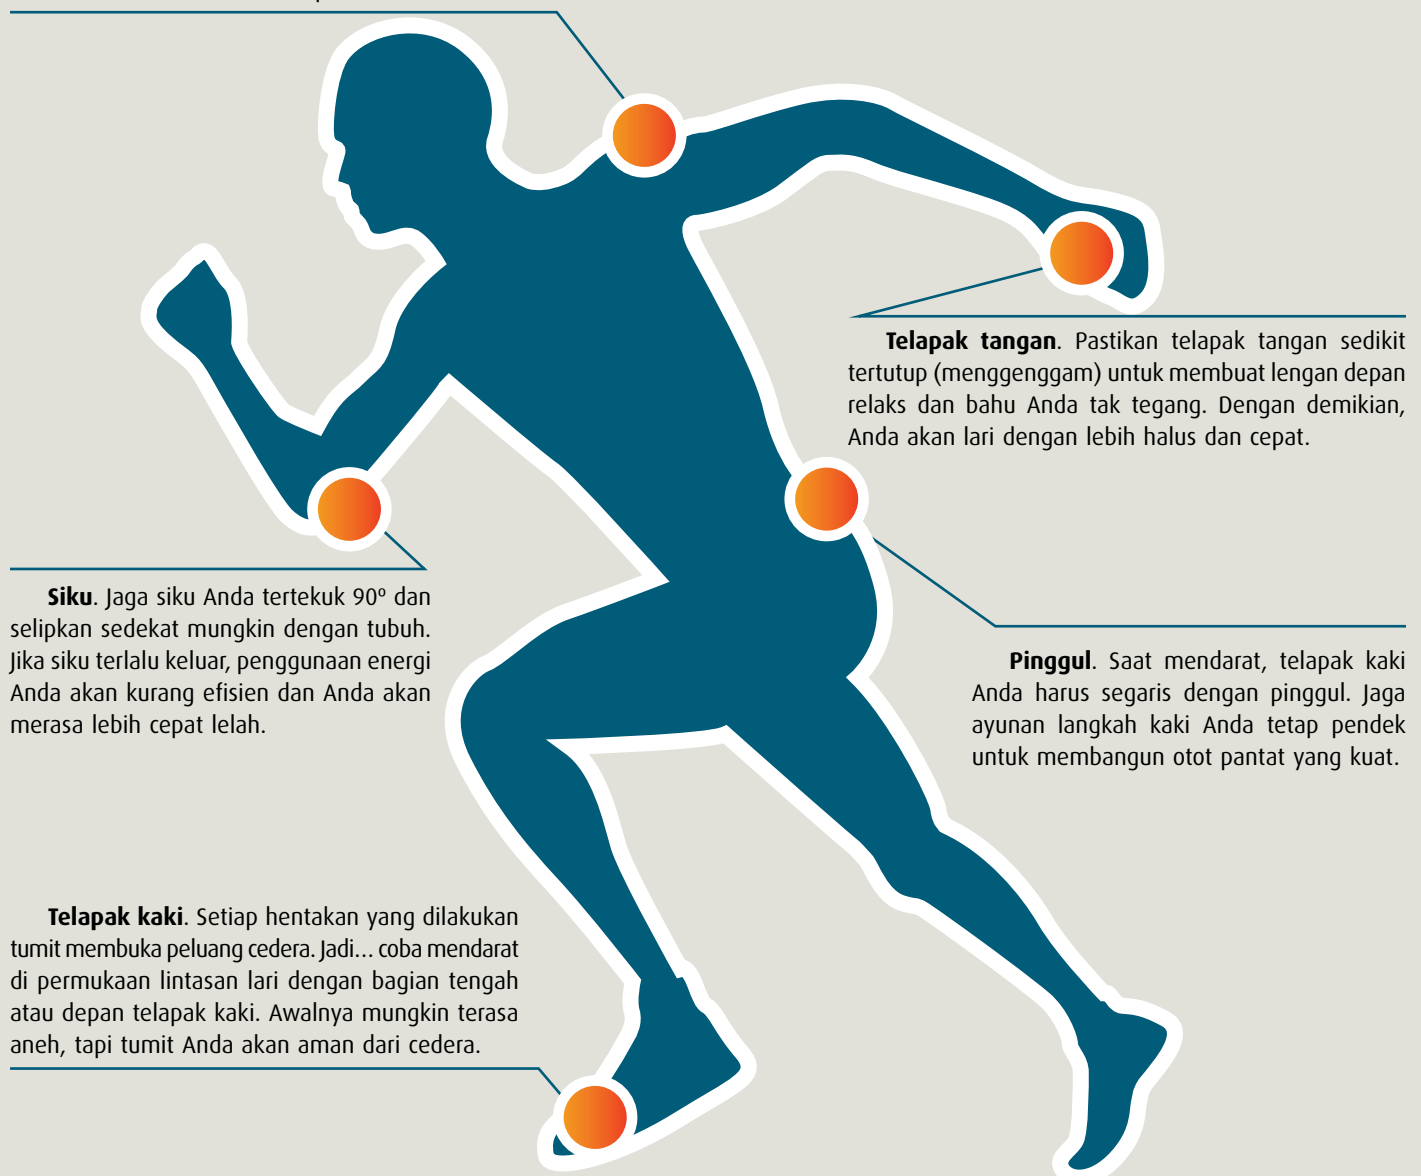 Telapak tangan. Pastikan telapak tangan sedikit
tertutup (menggenggam) untuk membuat lengan depan
relaks dan bahu Anda tak tegang. Dengan demikian,
Anda akan lari dengan lebih halus dan cepat.
Siku. Jaga siku Anda tertekuk 90º dan
selipkan sedekat mungkin dengan tubuh.
Jika siku terlalu keluar, penggunaan energi
Anda akan kurang efisien dan Anda akan
merasa lebih cepat lelah.
Pinggul. Saat mendarat, telapak kaki
Anda harus segaris dengan pinggul. Jaga
ayunan langkah kaki Anda tetap pendek
untuk membangun otot pantat yang kuat.
Telapak kaki. Setiap hentakan yang dilakukan
tumit membuka peluang cedera. Jadi... coba mendarat
di permukaan lintasan lari dengan bagian tengah
atau depan telapak kaki. Awalnya mungkin terasa
aneh, tapi tumit Anda akan aman dari cedera.